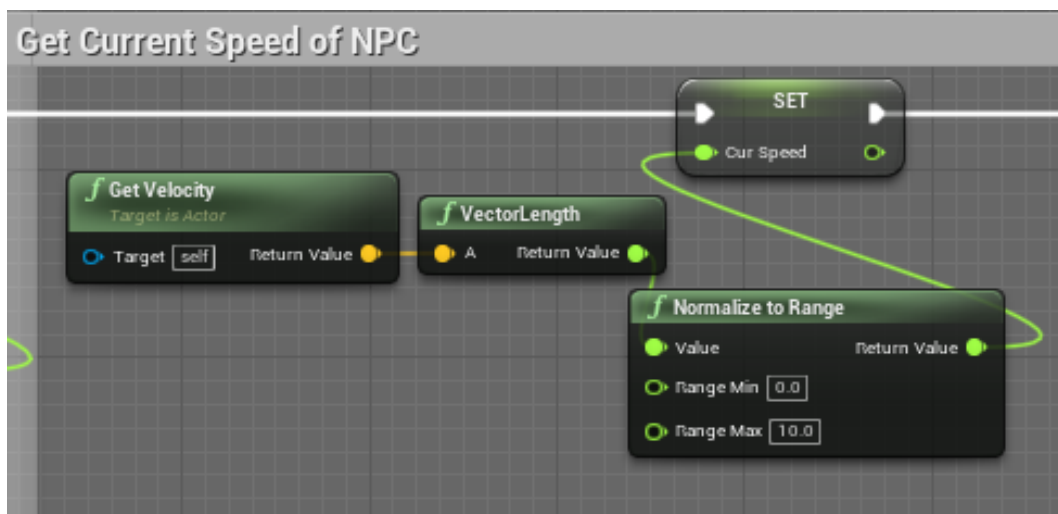 Get Current Speed of NPC
SET
Cur Speed
f Get Velocity
Target is Actor
Target self Return Value
f VectorLength
A Return Value
f Normalize to Range
Value Return Value
Range Min 0.0
Range Max 10.0